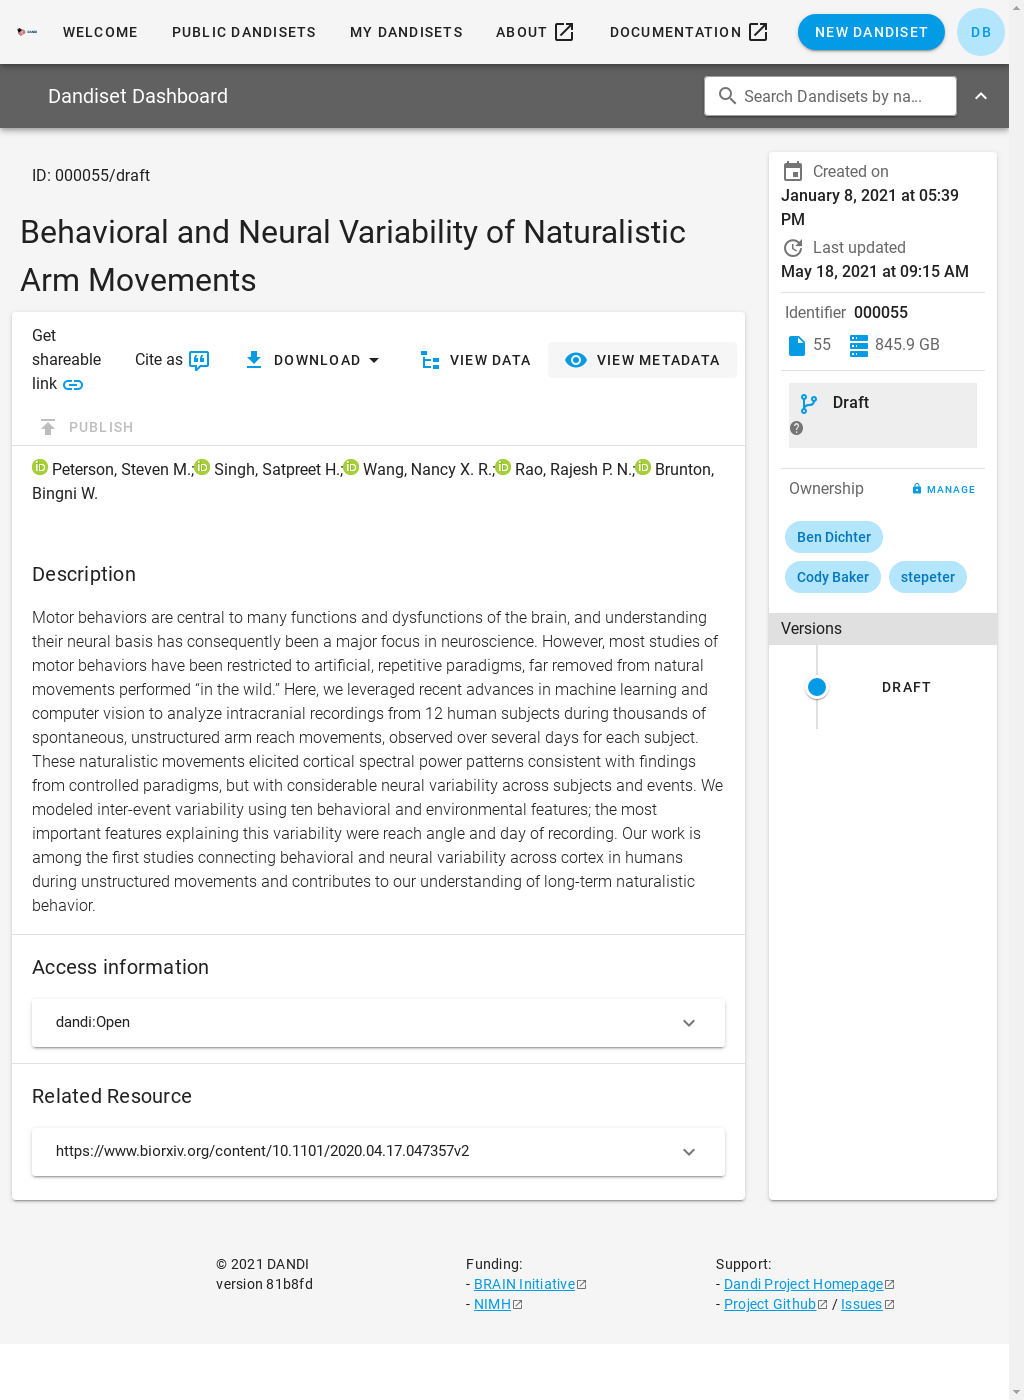 DANDI
WELCOME PUBLIC DANDISETS MY DANDISETS ABOUT DOCUMENTATION NEW DANDISET DB
Dandiset Dashboard Search Dandisets by na...
ID: 000055/draft
Behavioral and Neural Variability of Naturalistic
Arm Movements
Get
shareable
link
Cite as DOWNLOAD VIEW DATA VIEW METADATA
PUBLISH
iD Peterson, Steven M.; iD Singh, Satpreet H.; iD Wang, Nancy X. R.; iD Rao, Rajesh P. N.; iD Brunton,
Bingni W.
Description
Motor behaviors are central to many functions and dysfunctions of the brain, and understanding
their neural basis has consequently been a major focus in neuroscience. However, most studies of
motor behaviors have been restricted to artificial, repetitive paradigms, far removed from natural
movements performed “in the wild.” Here, we leveraged recent advances in machine learning and
computer vision to analyze intracranial recordings from 12 human subjects during thousands of
spontaneous, unstructured arm reach movements, observed over several days for each subject.
These naturalistic movements elicited cortical spectral power patterns consistent with findings
from controlled paradigms, but with considerable neural variability across subjects and events. We
modeled inter-event variability using ten behavioral and environmental features; the most
important features explaining this variability were reach angle and day of recording. Our work is
among the first studies connecting behavioral and neural variability across cortex in humans
during unstructured movements and contributes to our understanding of long-term naturalistic
behavior.
Access information
dandi:Open
Related Resource
https://www.biorxiv.org/content/10.1101/2020.04.17.047357v2
Created on
January 8, 2021 at 05:39
PM
Last updated
May 18, 2021 at 09:15 AM
Identifier 000055
55 845.9 GB
Draft
?
Ownership MANAGE
Ben Dichter
Cody Baker stepeter
Versions
DRAFT
© 2021 DANDI
version 81b8fd
Funding:
- BRAIN Initiative
- NIMH
Support:
- Dandi Project Homepage
- Project Github / Issues